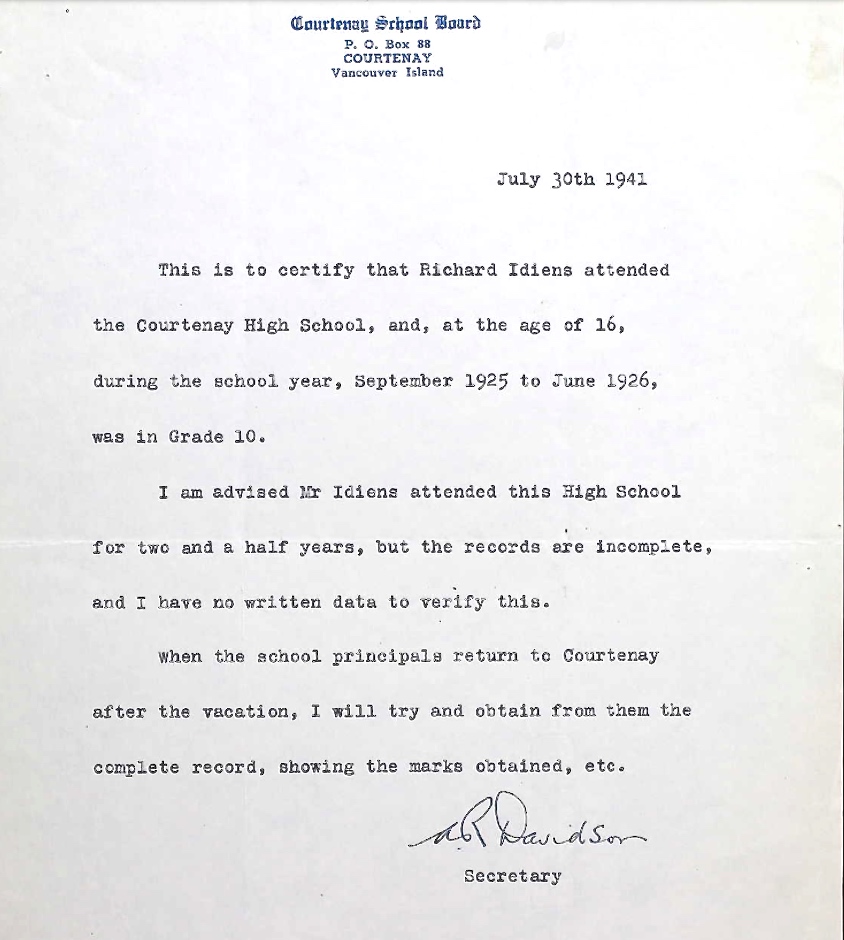 Courtenay School Board
P. O. Box 88
COURTENAY
Vancouver Island
July 30th 1941
This is to certify that Richard Idiens attended
the Courtenay High School, and, at the age of 16,
during the school year, September 1925 to June 1926,
was in Grade 10.
I am advised Mr Idiens attended this High School
for two and a half years, but the records are incomplete,
and I have no written data to verify this.
When the school principals return to Courtenay
after the vacation, I will try and obtain from them the
complete record, showing the marks obtained, etc.
A.R Davidson
Secretary